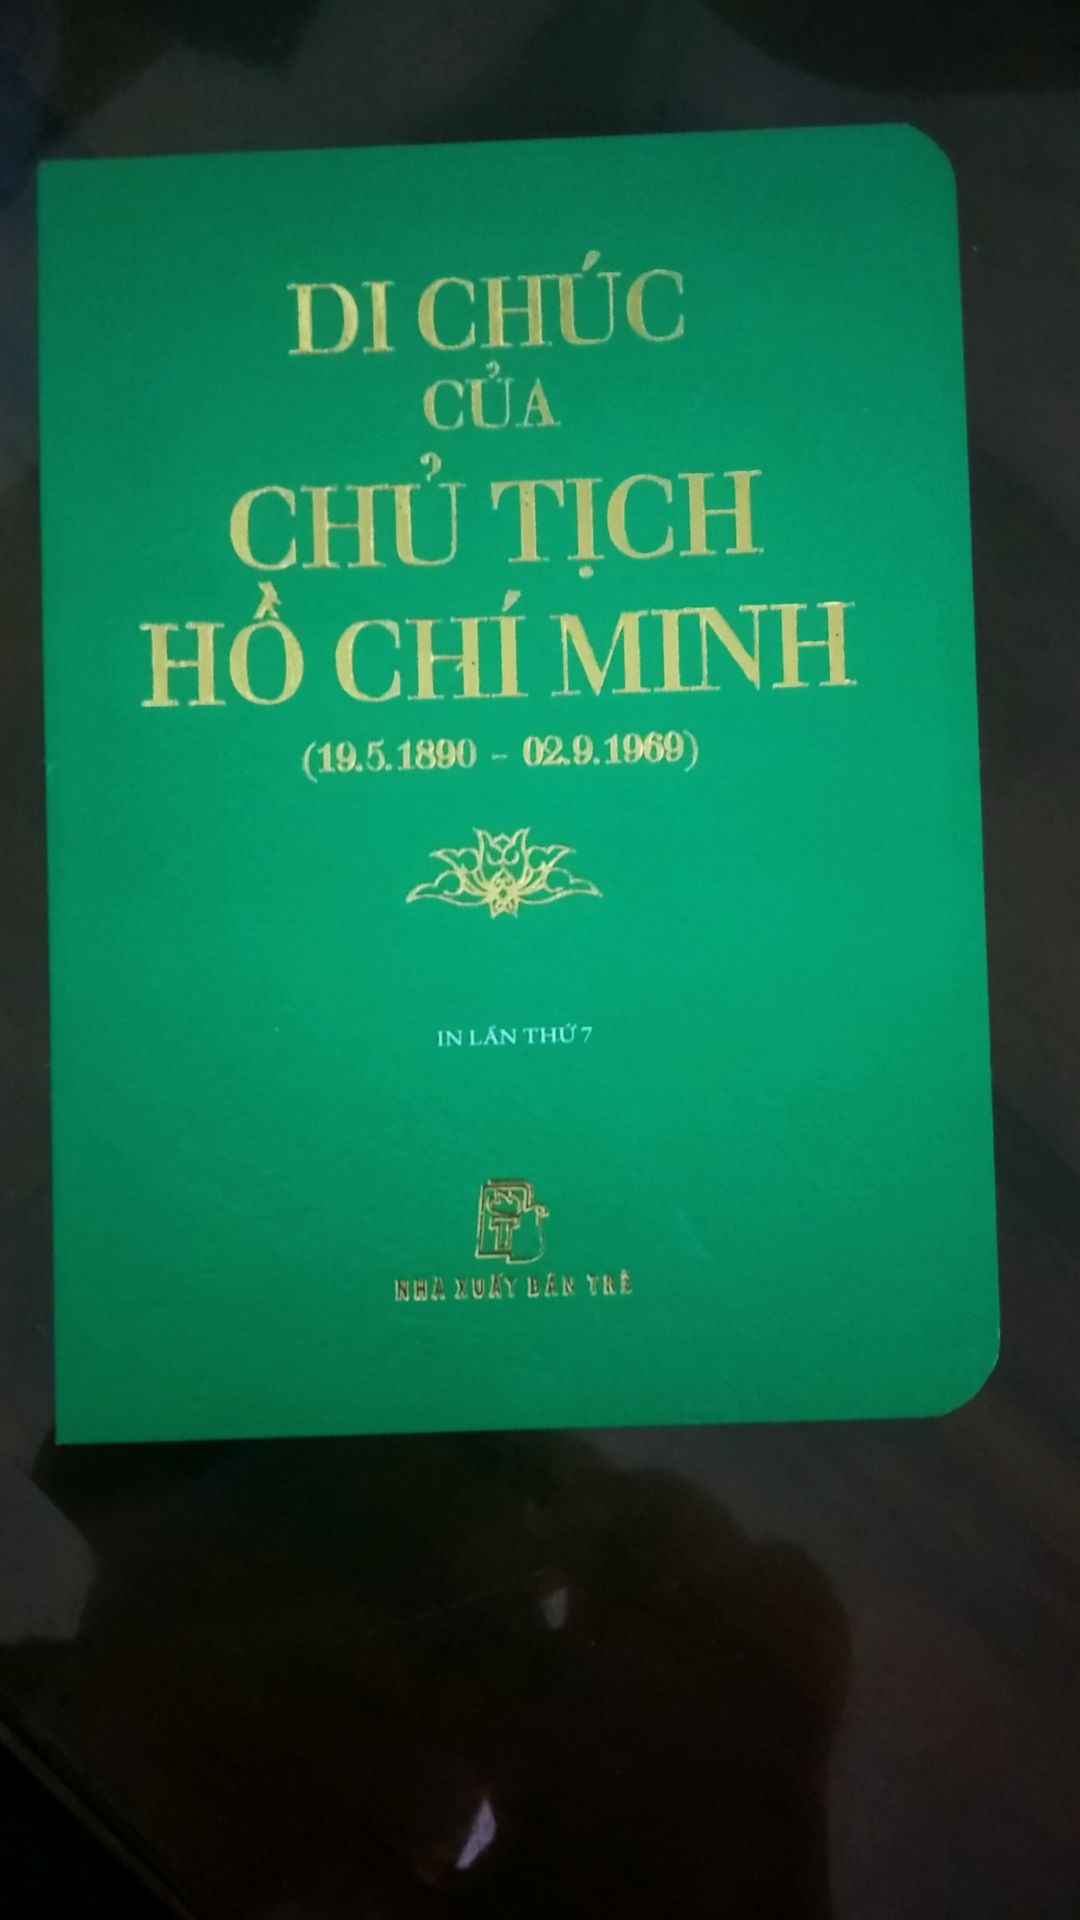 DI CHÚC
CỦA
CHỦ TỊCH
HỒ CHÍ MINH
(19.5.1890 - 02.9.1969)
IN LẦN THỨ 7
NHÀ XUẤT BẢN TRẺ